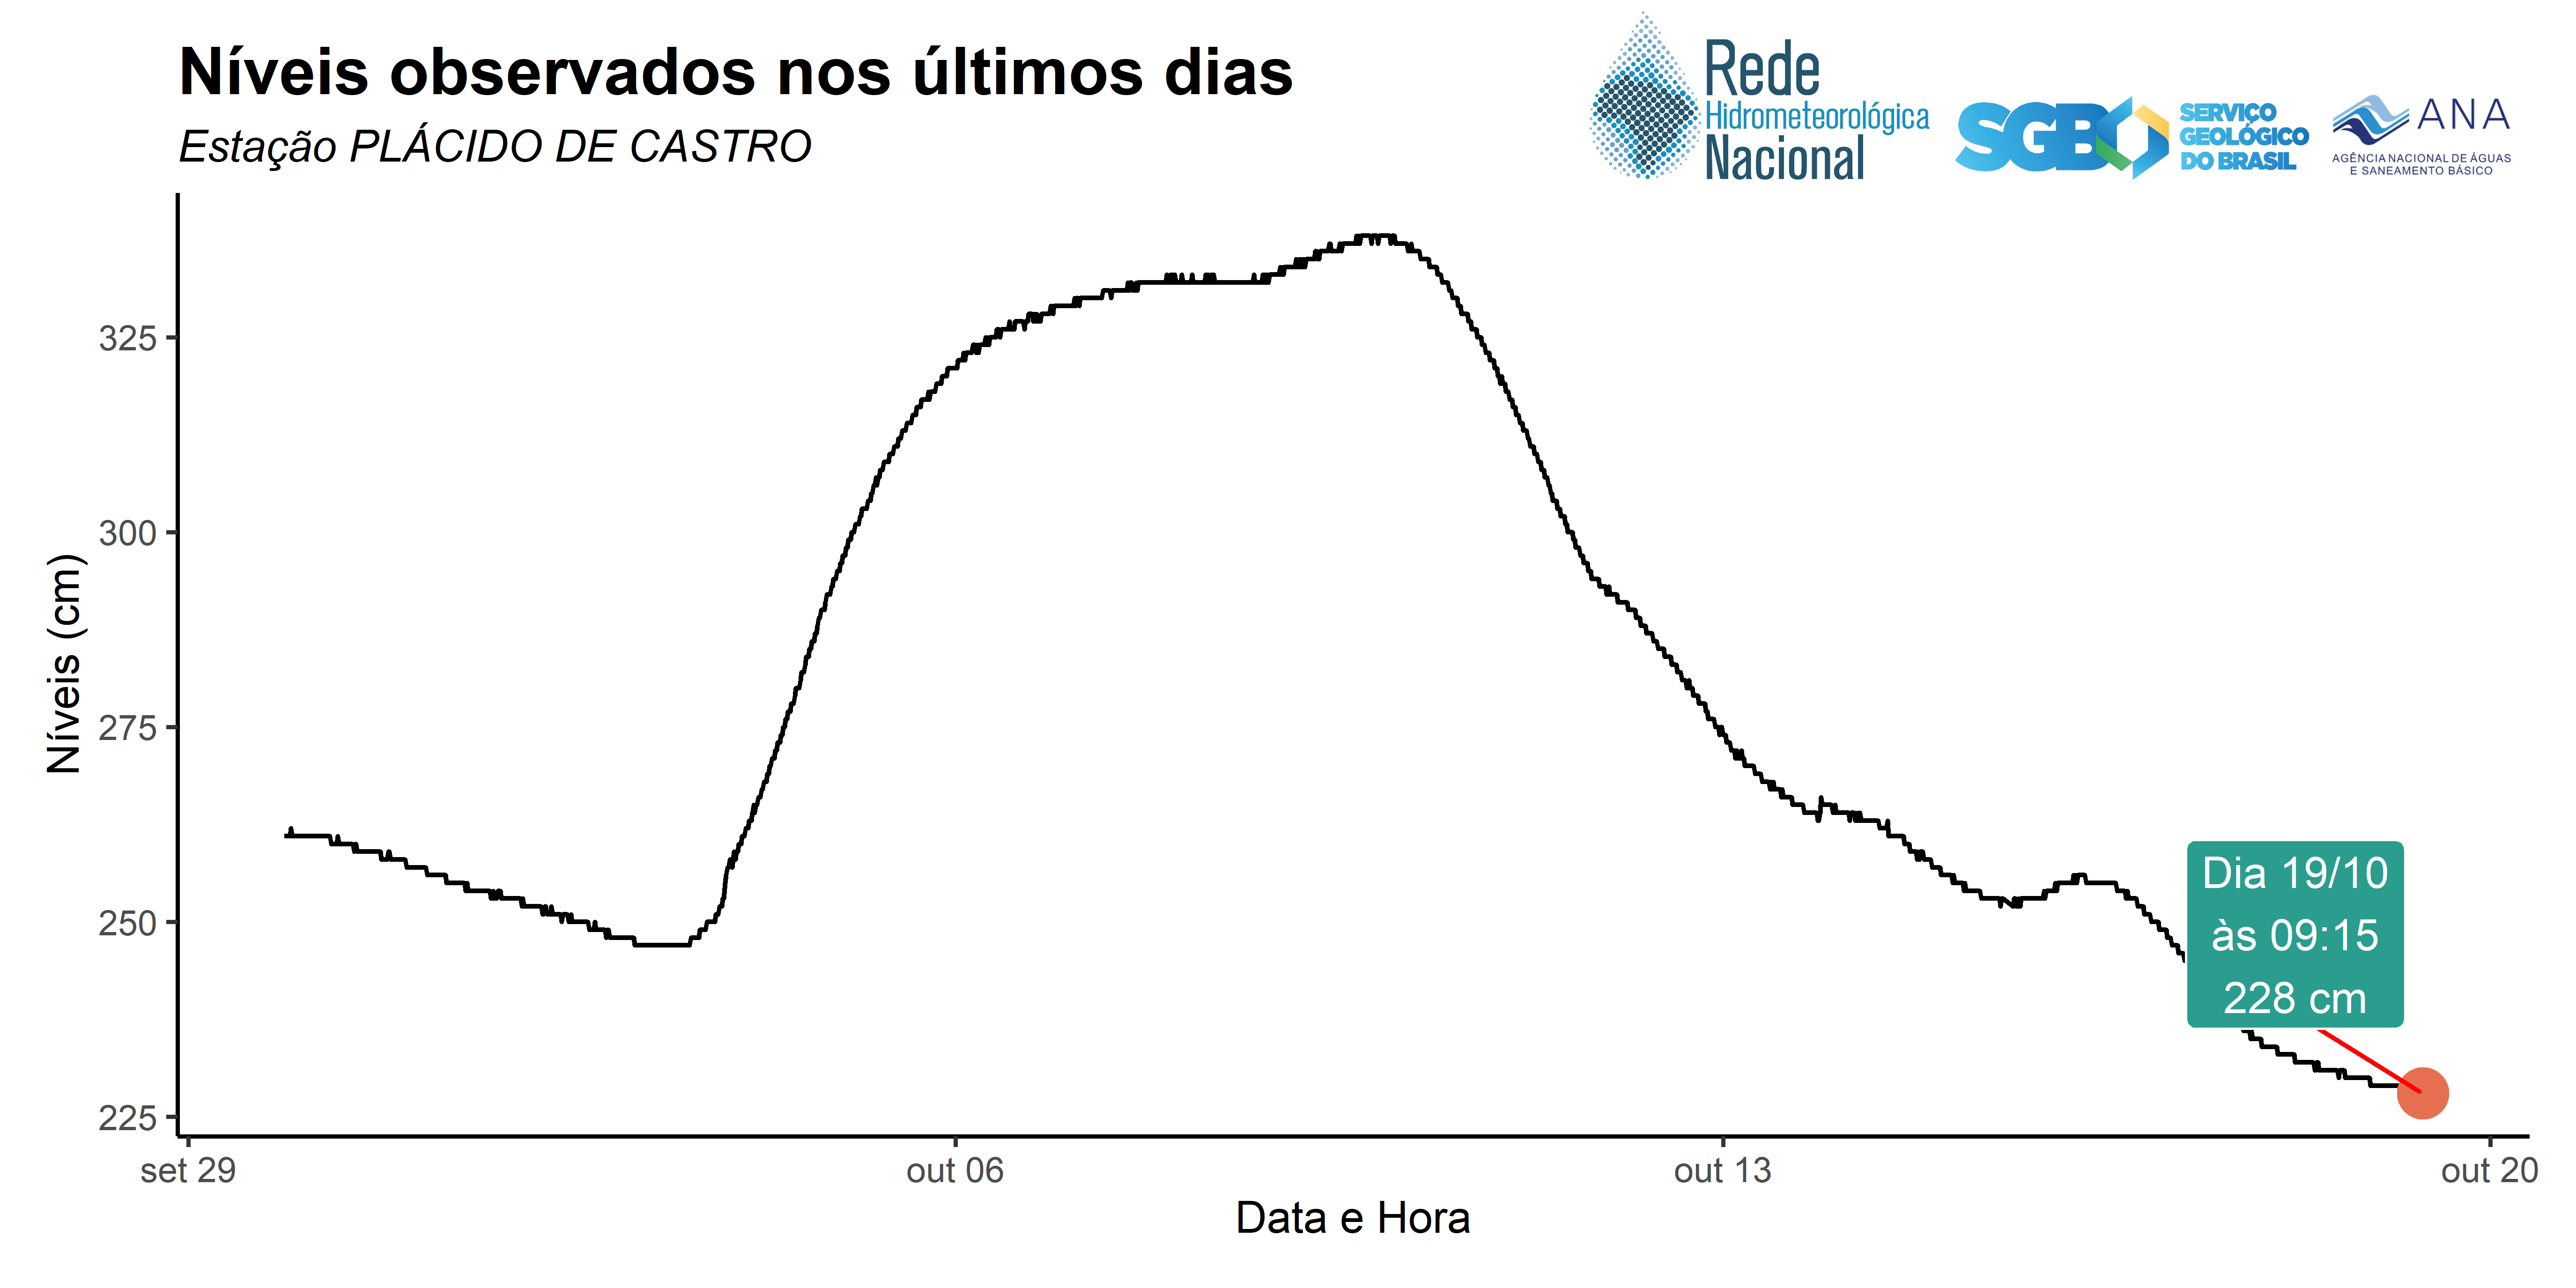 Níveis observados nos últimos dias
Estação PLÁCIDO DE CASTRO
Rede
Hidrometeorológica
Nacional
SGB
SERVIÇO
GEOLÓGICO
DO BRASIL
ANA
AGÊNCIA NACIONAL DE ÁGUAS
E SANEAMENTO BÁSICO
Níveis (cm)
325
300
275
250
225
Dia 19/10
às 09:15
228 cm
set 29
out 06
out 13
out 20
Data e Hora